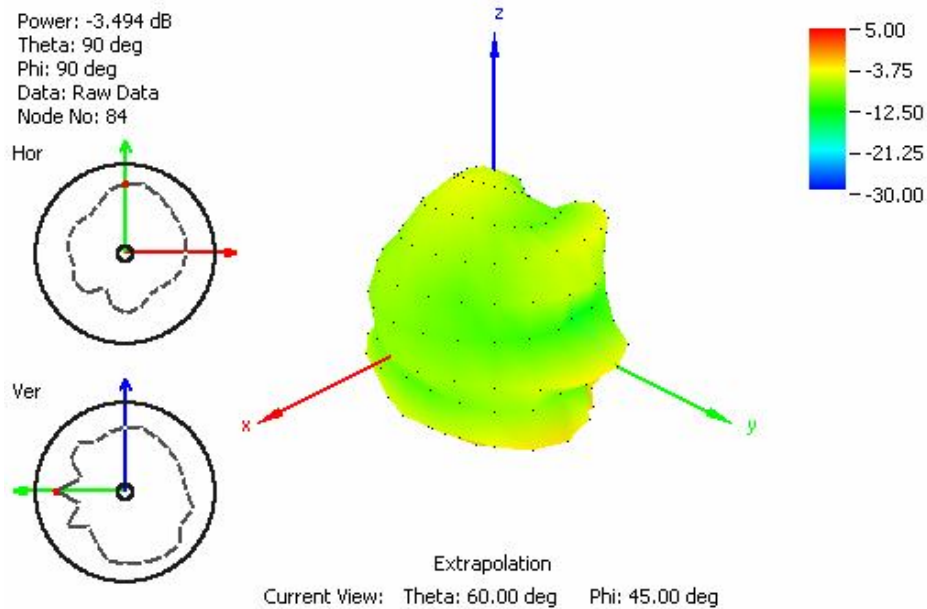 Power: -3.494 dB
Theta: 90 deg
Phi: 90 deg
Data: Raw Data
Node No: 84
Hor
Ver
z
x
y
5.00
-3.75
-12.50
-21.25
-30.00
Extrapolation
Current View: Theta: 60.00 deg Phi: 45.00 deg